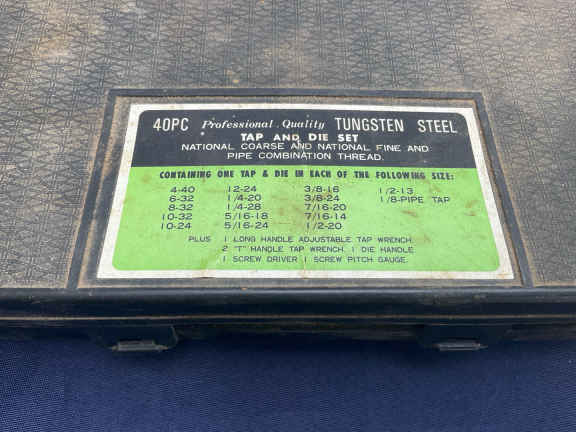 40PC Professional Quality TUNGSTEN STEEL
TAP AND DIE SET
NATIONAL COARSE AND NATIONAL FINE AND
PIPE COMBINATION THREAD.
CONTAINING ONE TAP & DIE IN EACH OF THE FOLLOWING SIZE:
4-40 12-24 3/8-16 1/2-13
6-32 1/4-20 3/8-24 1/8-PIPE TAP
8-32 1/4-28 7/16-20
10-32 5/16-18 7/16-14
10-24 5/16-24 1/2-20
PLUS 1 LONG HANDLE ADJUSTABLE TAP WRENCH
2 "T" HANDLE TAP WRENCH. 1 DIE HANDLE
1 SCREW DRIVER 1 SCREW PITCH GAUGE.